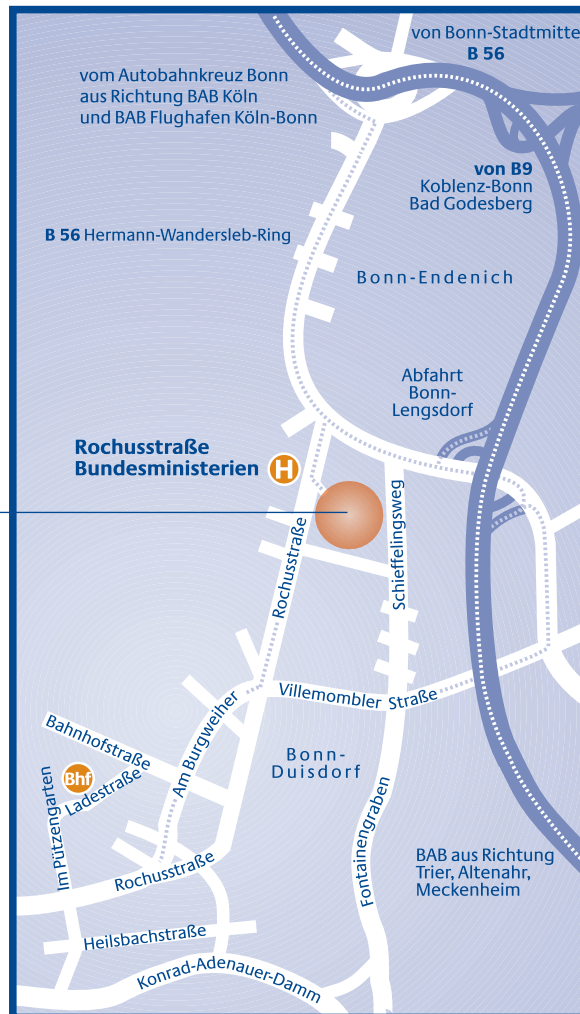 von Bonn-Stadtmitte
B 56
vom Autobahnkreuz Bonn
aus Richtung BAB Köln
und BAB Flughafen Köln-Bonn
von B9
Koblenz-Bonn
Bad Godesberg
B 56 Hermann-Wandersleb-Ring
Bonn-Endenich
Abfahrt
Bonn-
Lengsdorf
Rochusstraße
Bundesministerien
H
Rochusstraße
Schieffelingsweg
Villemombler Straße
Am Burgweiher
Bahnhofstraße
Bhf
Ladestraße
Im Pützengarten
Bonn-
Duisdorf
Fontainengraben
Rochusstraße
BAB aus Richtung
Trier, Altenahr,
Meckenheim
Heilsbachstraße
Konrad-Adenauer-Damm